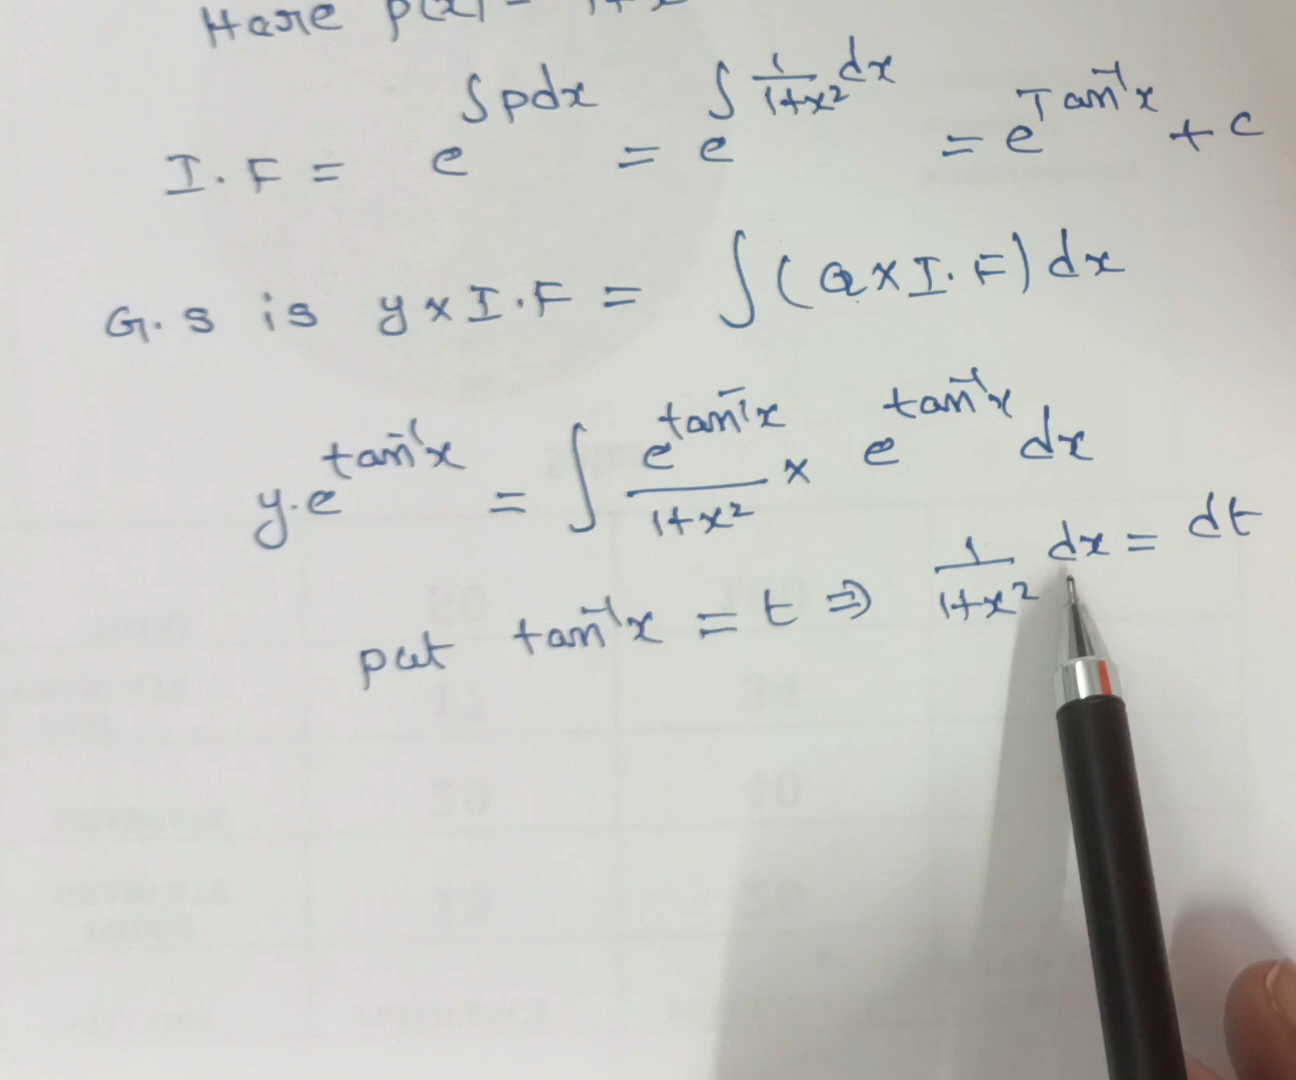 Here p(x) = 1+x
I.F = e^∫pdx = e^∫ 1/1+x² dx = e^Tan⁻¹x + c
G.S is y×I.F = ∫(Q×I.F) dx
y.e^tan⁻¹x = ∫ e^tan⁻¹x/1+x² × e^tan⁻¹x dx
put tan⁻¹x = t ⇒ 1/1+x² dx = dt